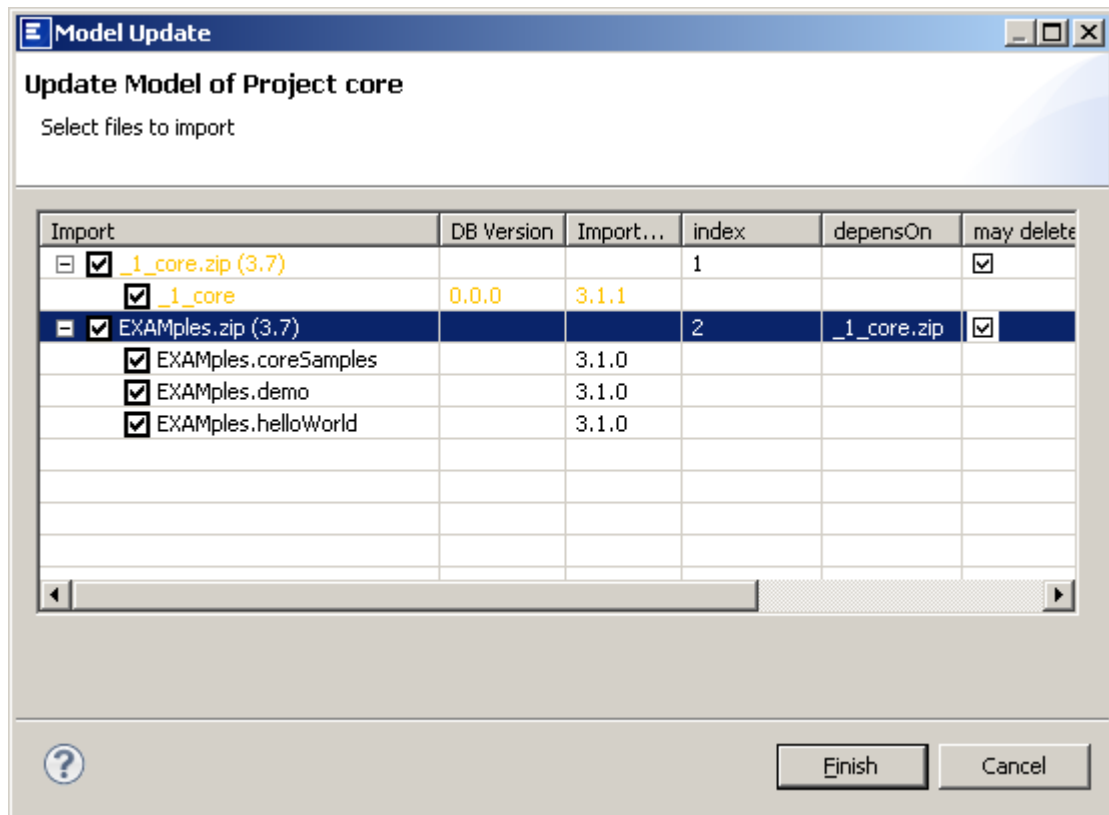 Model Update
Update Model of Project core
Select files to import
Import DB Version Import... index depensOn may delete
_1_core.zip (3.7) 1
_1_core 0.0.0 3.1.1
EXAMples.zip (3.7) 2 _1_core.zip
EXAMples.coreSamples 3.1.0
EXAMples.demo 3.1.0
EXAMples.helloWorld 3.1.0
?
Finish Cancel